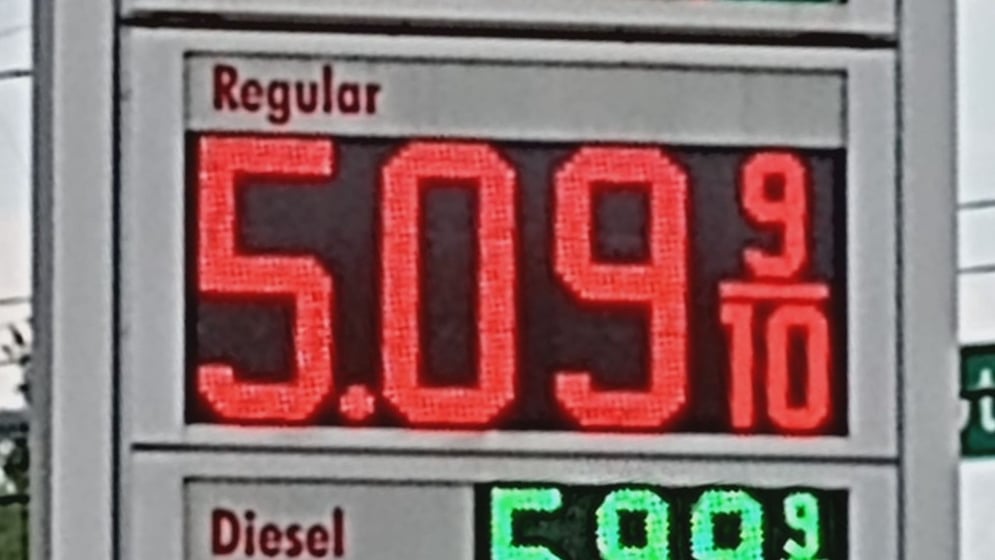 Regular
5.09 9/10
Diesel